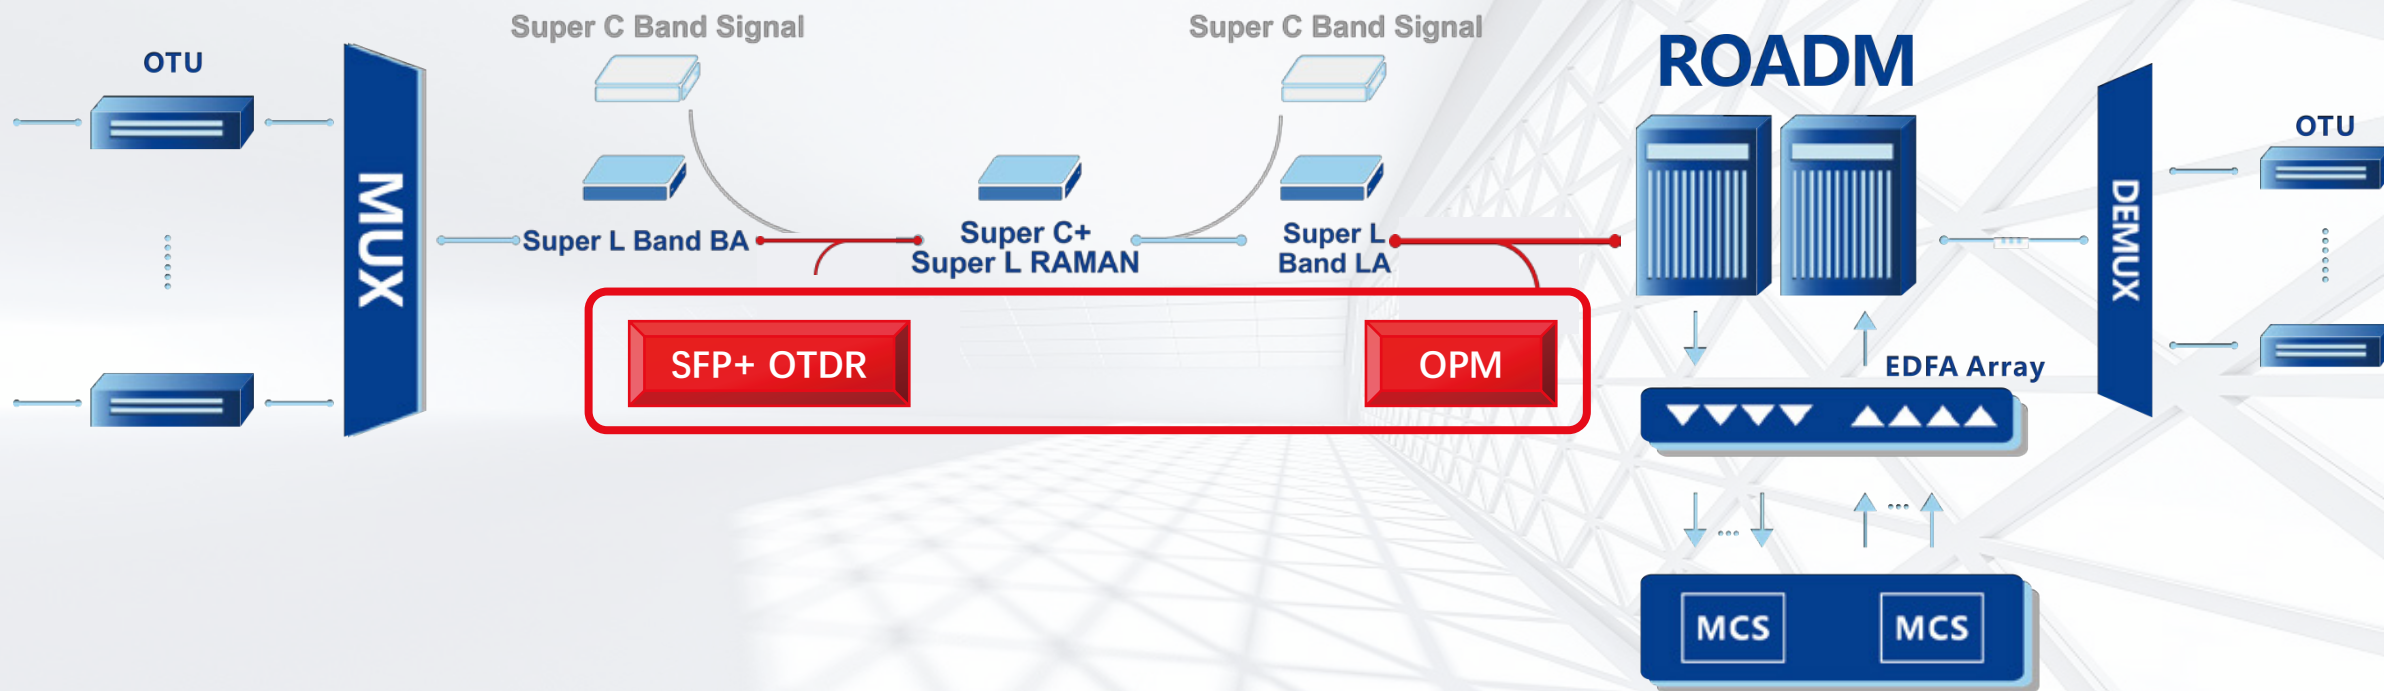 Super C Band Signal
Super C Band Signal
ROADM
OTU
OTU
MUX
DEMUX
Super L Band BA
Super C+
Super L RAMAN
Super L
Band LA
SFP+ OTDR
OPM
EDFA Array
MCS
MCS